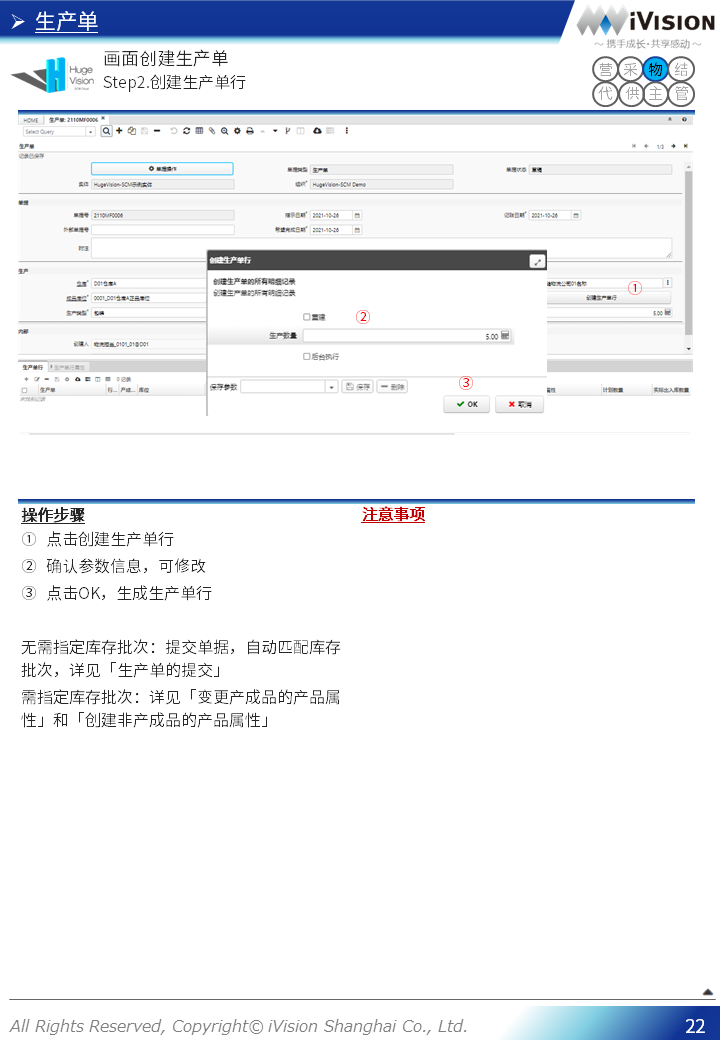 生产单
iVision
～ 携手成长·共享感动 ～
Huge
Vision
画面创建生产单
Step2.创建生产单行
营 采 物 结
代 供 主 管
HOME 生产单: 2110MF0006
Select Query
生产单
1/3
记录已保存
单据操作 单据类型 生产单 单据状态 草稿
实体 HugeVision-SCM示例实体 组织* HugeVision-SCM Demo
单据
单据号 2110MF0006 指示日期* 2021-10-26 记账日期* 2021-10-26
外部单据号 希望完成日期* 2021-10-26
附注
生产
仓库* D01仓库A
成品库位* 0001_D01仓库A正品库位
生产类型*
创建生产单行
5.00
内部
创建人 物流担当_0101_01@D01
创建生产单行
创建生产单的所有明细记录
创建生产单的所有明细记录
重建
生产数量 5.00
后台执行
保存参数 保存 删除
OK 取消
① ② ③
生产单行 生产单行属性
0记录
生产单 行... 产成... 库位 计划数量 实际出入库数量
操作步骤
① 点击创建生产单行
② 确认参数信息，可修改
③ 点击OK，生成生产单行
无需指定库存批次：提交单据，自动匹配库存
批次，详见「生产单的提交」
需指定库存批次：详见「变更产成品的产品属
性」和「创建非产成品的产品属性」
注意事项
All Rights Reserved, Copyright© iVision Shanghai Co., Ltd.
22